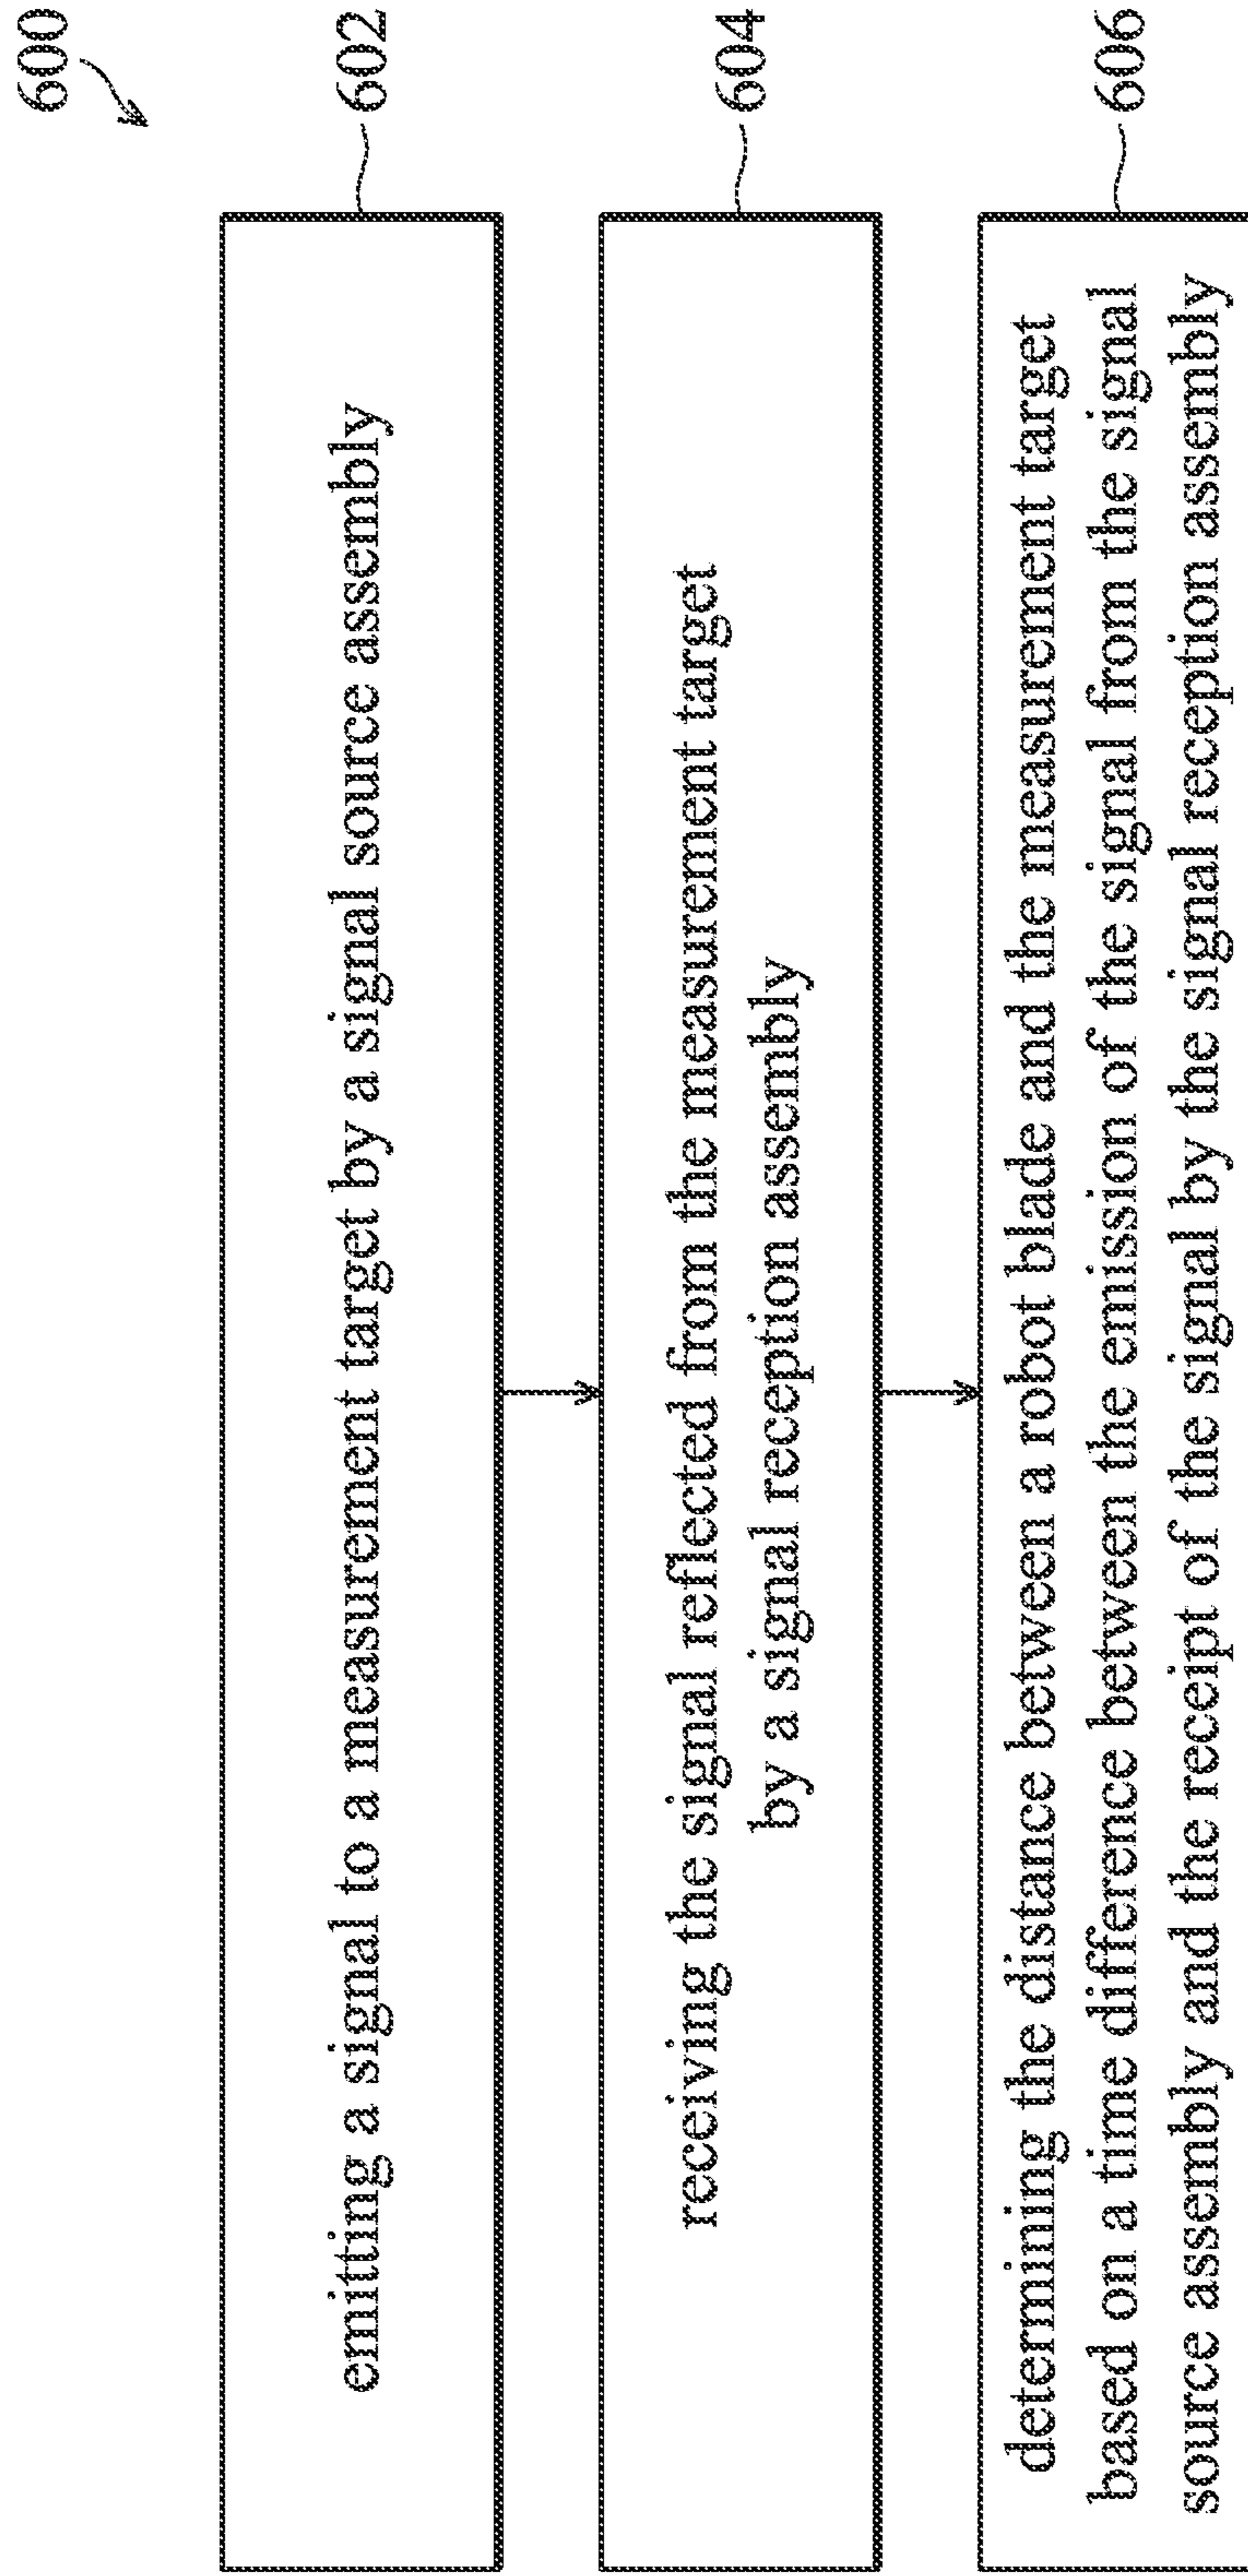 600
emitting a signal to a measurement target by a signal source assembly
602
receiving the signal reflected from the measurement target
by a signal reception assembly
604
determining the distance between a robot blade and the measurement target
based on a time difference between the emission of the signal from the signal
source assembly and the receipt of the signal by the signal reception assembly
606